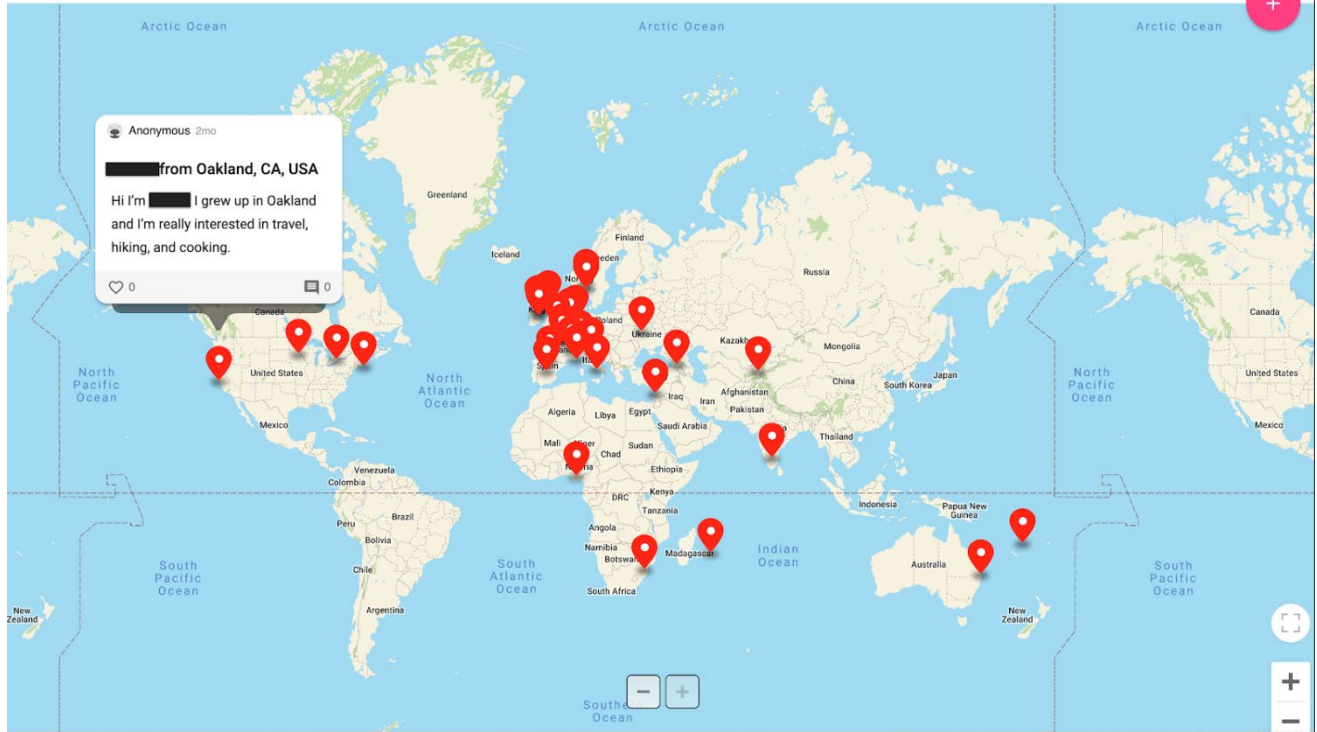 Arctic Ocean
Arctic Ocean
Arctic Ocean
+
Anonymous 2mo
from Oakland, CA, USA
Hi I'm I grew up in Oakland
and I'm really interested in travel,
hiking, and cooking.
0
0
Greenland
Iceland
Finland
Russia
Canada
Ukraine
Mongolia
Canada
United States
North
Pacific
Ocean
North
Atlantic
Ocean
China
South Korea
Japan
North
Pacific
Ocean
United States
Afghanistan
Iraq
Iran
Pakistan
Algeria
Libya
Egypt
Saudi Arabia
Mexico
Mexico
Mali
Chad
Sudan
Thailand
Ethiopia
Venezuela
Colombia
DRC
Kenya
Tanzania
Indonesia
Papua New
Guinea
Peru
Brazil
Bolivia
Angola
Namibia
Madagascar
Indian
Ocean
Australia
South
Pacific
Ocean
Chile
South
Atlantic
Ocean
South Africa
South
Pacific
Ocean
Argentina
New
Zealand
New
Zealand
− +
Ocean
+
−